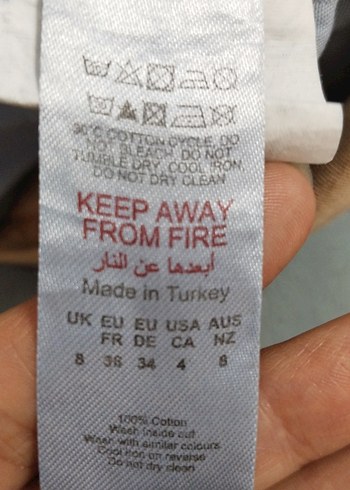 30°C COTTON CYCLE, DO
NOT BLEACH, DO NOT
TUMBLE DRY, COOL IRON,
DO NOT DRY CLEAN
KEEP AWAY
FROM FIRE
أبعدها عن النار
Made in Turkey
UK EU EU USA AUS
FR DE CA NZ
8 36 34 4 8
100% Cotton
Wash inside out
Wash with similar colours
Cool iron on reverse
Do not dry clean